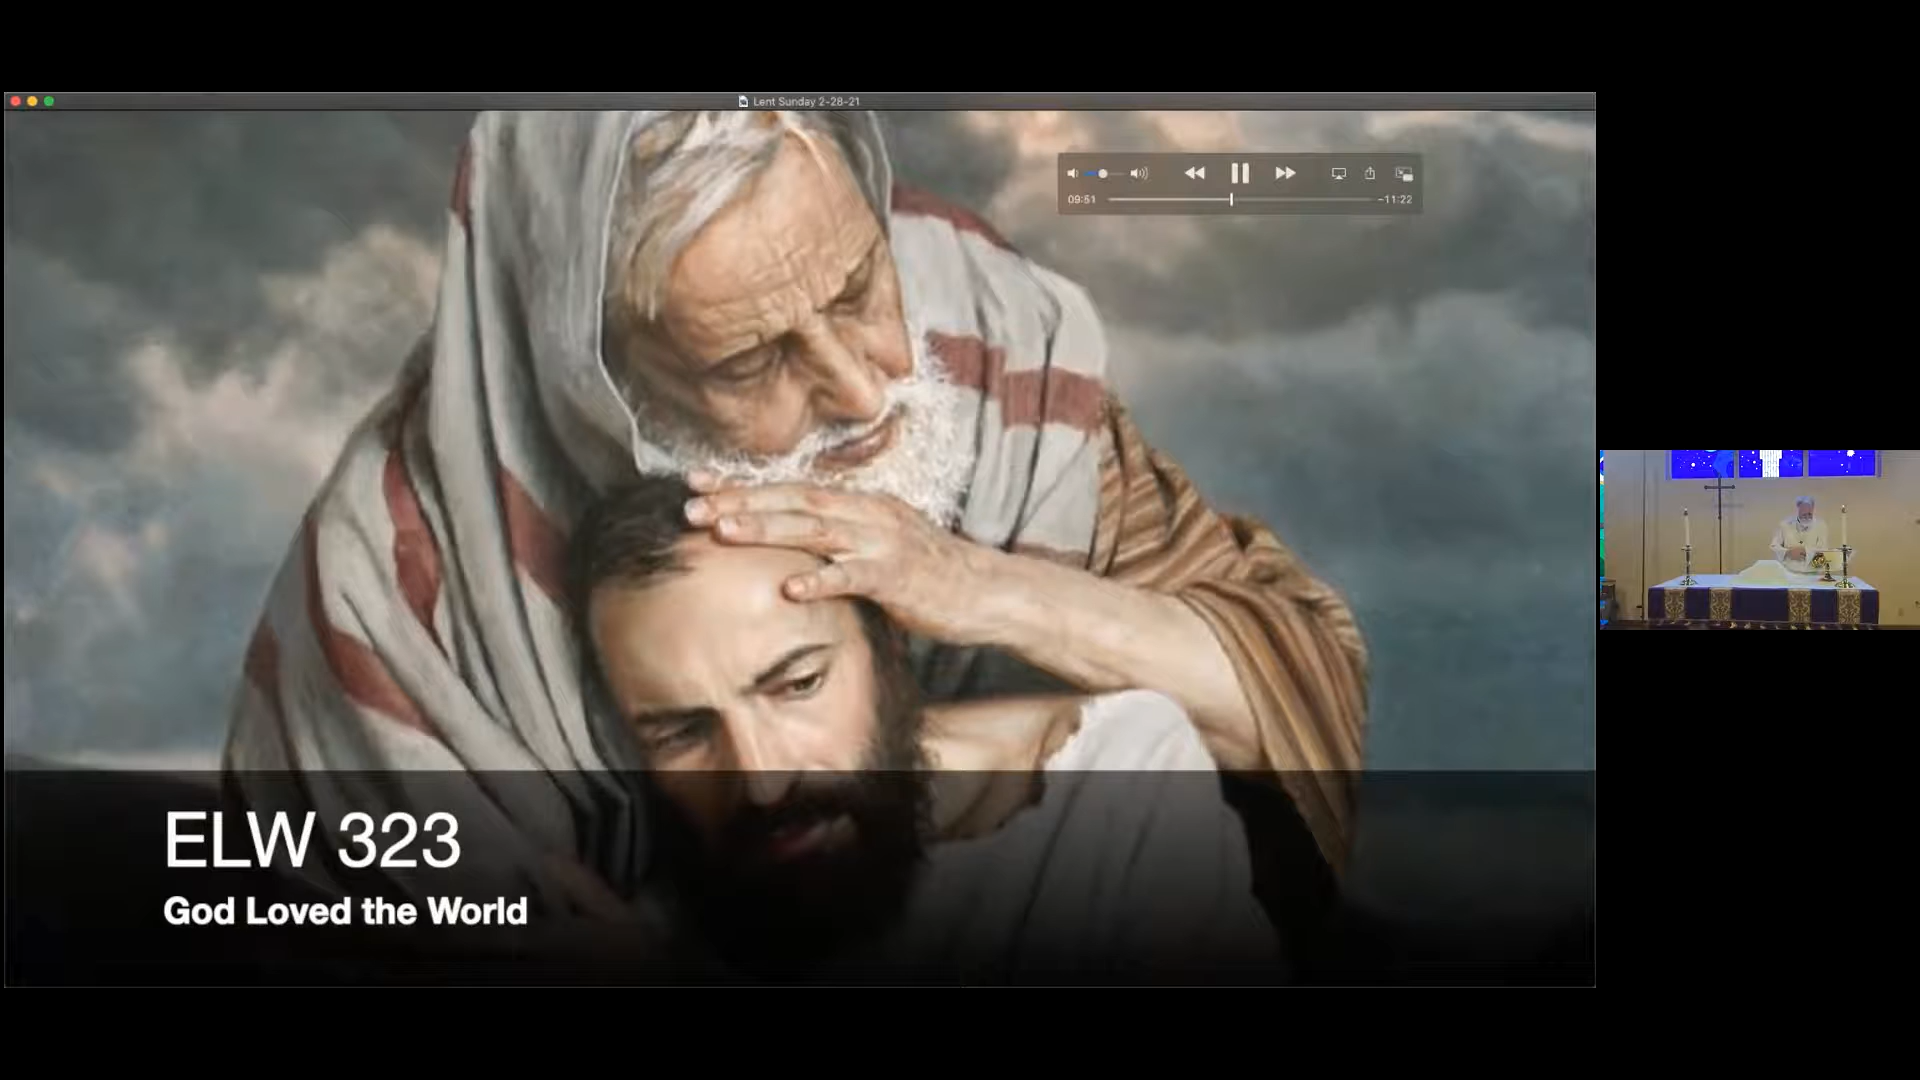 Lent Sunday 2-28-21
09:51
-11:22
ELW 323
God Loved the World